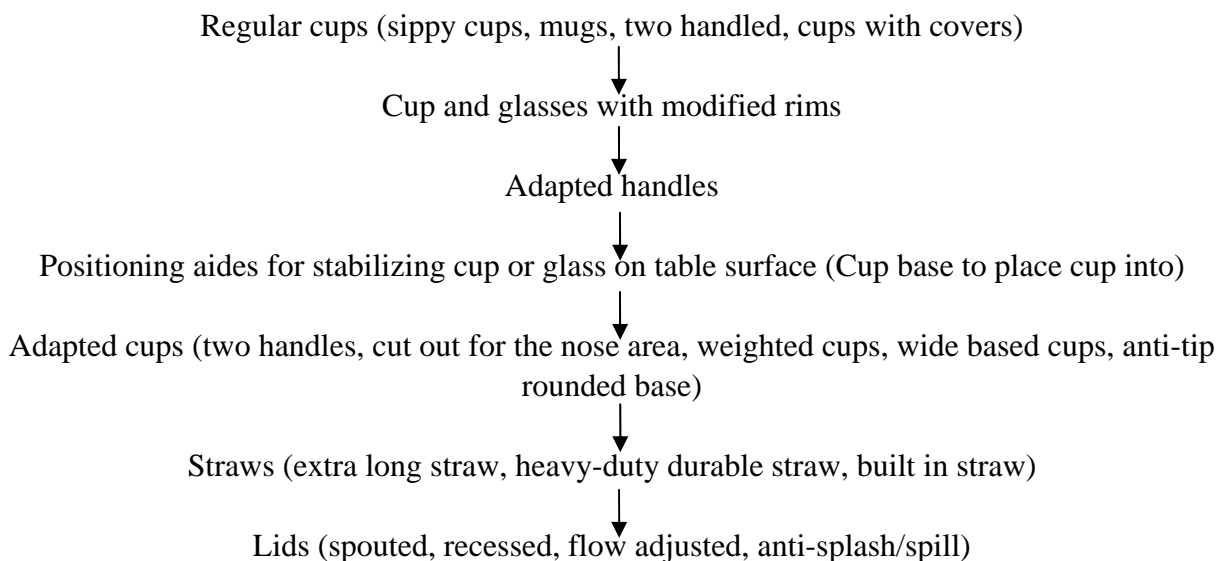 Regular cups (sippy cups, mugs, two handled, cups with covers)
Cup and glasses with modified rims
Adapted handles
Positioning aides for stabilizing cup or glass on table surface (Cup base to place cup into)
Adapted cups (two handles, cut out for the nose area, weighted cups, wide based cups, anti-tip
rounded base)
Straws (extra long straw, heavy-duty durable straw, built in straw)
Lids (spouted, recessed, flow adjusted, anti-splash/spill)